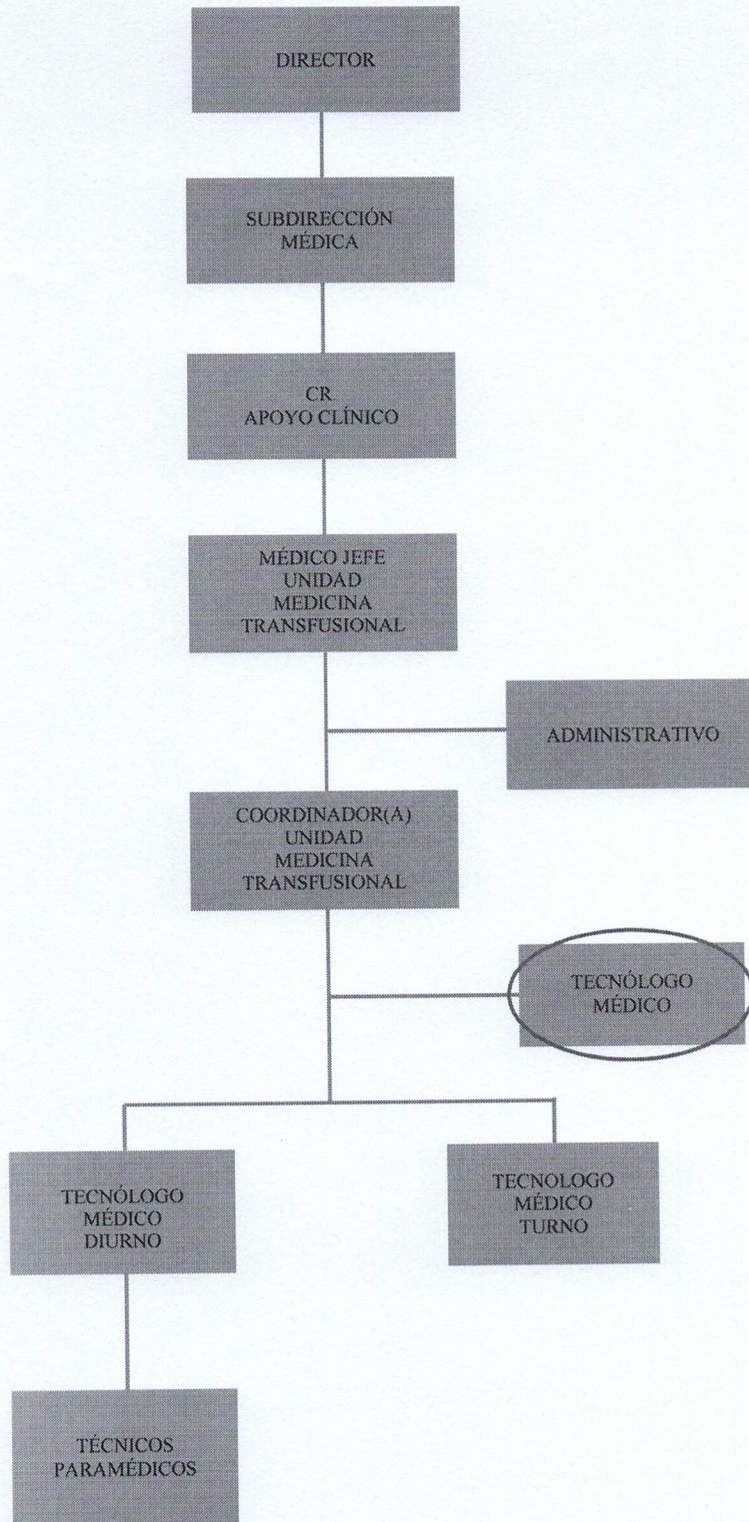 DIRECTOR
SUBDIRECCIÓN
MÉDICA
CR.
APOYO CLÍNICO
MÉDICO JEFE
UNIDAD
MEDICINA
TRANSFUSIONAL
ADMINISTRATIVO
COORDINADOR(A)
UNIDAD
MEDICINA
TRANSFUSIONAL
TECNÓLOGO
MÉDICO
TECNÓLOGO
MÉDICO
DIURNO
TECNOLOGO
MÉDICO
TURNO
TÉCNICOS
PARAMÉDICOS